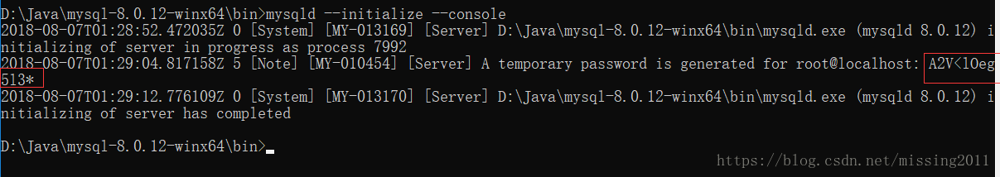 D:\Java\mysql-8.0.12-winx64\bin>mysqld --initialize --console
2018-08-07T01:28:52.472035Z 0 [System] [MY-013169] [Server] D:\Java\mysql-8.0.12-winx64\bin\mysqld.exe (mysqld 8.0.12) i
nitializing of server in progress as process 7992
2018-08-07T01:29:04.817158Z 5 [Note] [MY-010454] [Server] A temporary password is generated for root@localhost: A2V<lOeg
5l3*
2018-08-07T01:29:12.776109Z 0 [System] [MY-013170] [Server] D:\Java\mysql-8.0.12-winx64\bin\mysqld.exe (mysqld 8.0.12) i
nitializing of server has completed
D:\Java\mysql-8.0.12-winx64\bin>
https://blog.csdn.net/missing2011